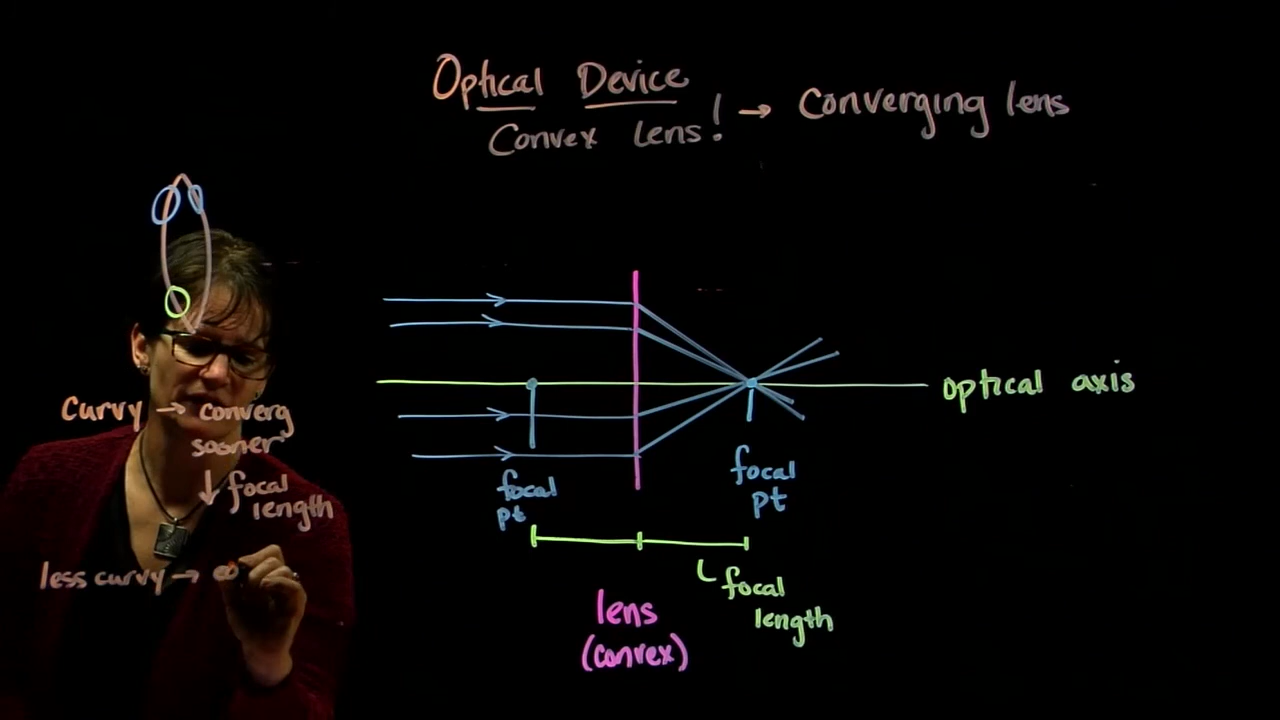 Optical Device
Convex lens! → Converging lens
optical axis
Curvy → converg
sooner
↓ focal
length
less curvy → co
focal
pt
focal
pt
focal
length
lens
(convex)